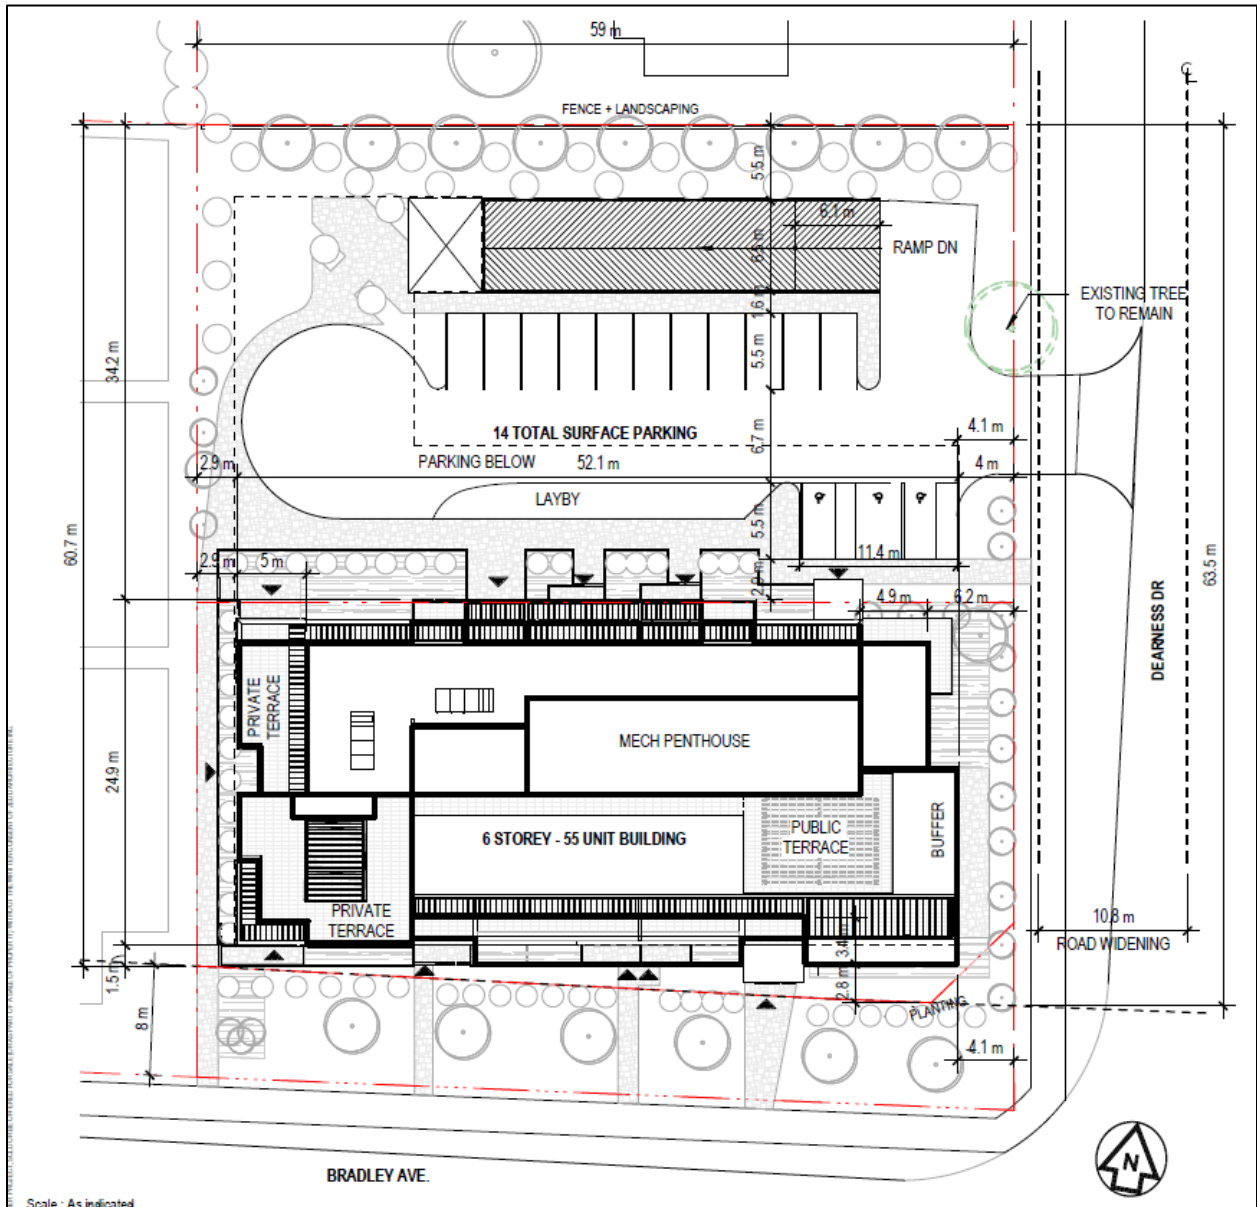 59 m
FENCE + LANDSCAPING
5.5 m
6.1 m
6.5 m
RAMP DN
1.6 m
EXISTING TREE
TO REMAIN
34.2 m
5.5 m
14 TOTAL SURFACE PARKING
6.7 m
4.1 m
2.9 m
PARKING BELOW
52.1 m
4 m
LAYBY
5.5 m
60.7 m
63.5 m
2.9 m
5 m
11.4 m
4.9 m
6.2 m
DEARNESS DR
PRIVATE
TERRACE
MECH PENTHOUSE
24.9 m
6 STOREY - 55 UNIT BUILDING
PUBLIC
TERRACE
BUFFER
PRIVATE
TERRACE
3.4 m
10.8 m
ROAD WIDENING
1.5 m
2.8 m
8 m
PLANTING
4.1 m
BRADLEY AVE.
N
Scale : As indicated